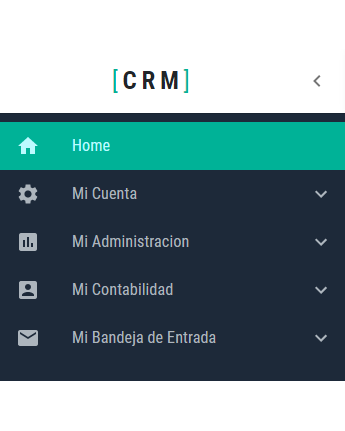 [CRM]
Home
Mi Cuenta
Mi Administracion
Mi Contabilidad
Mi Bandeja de Entrada